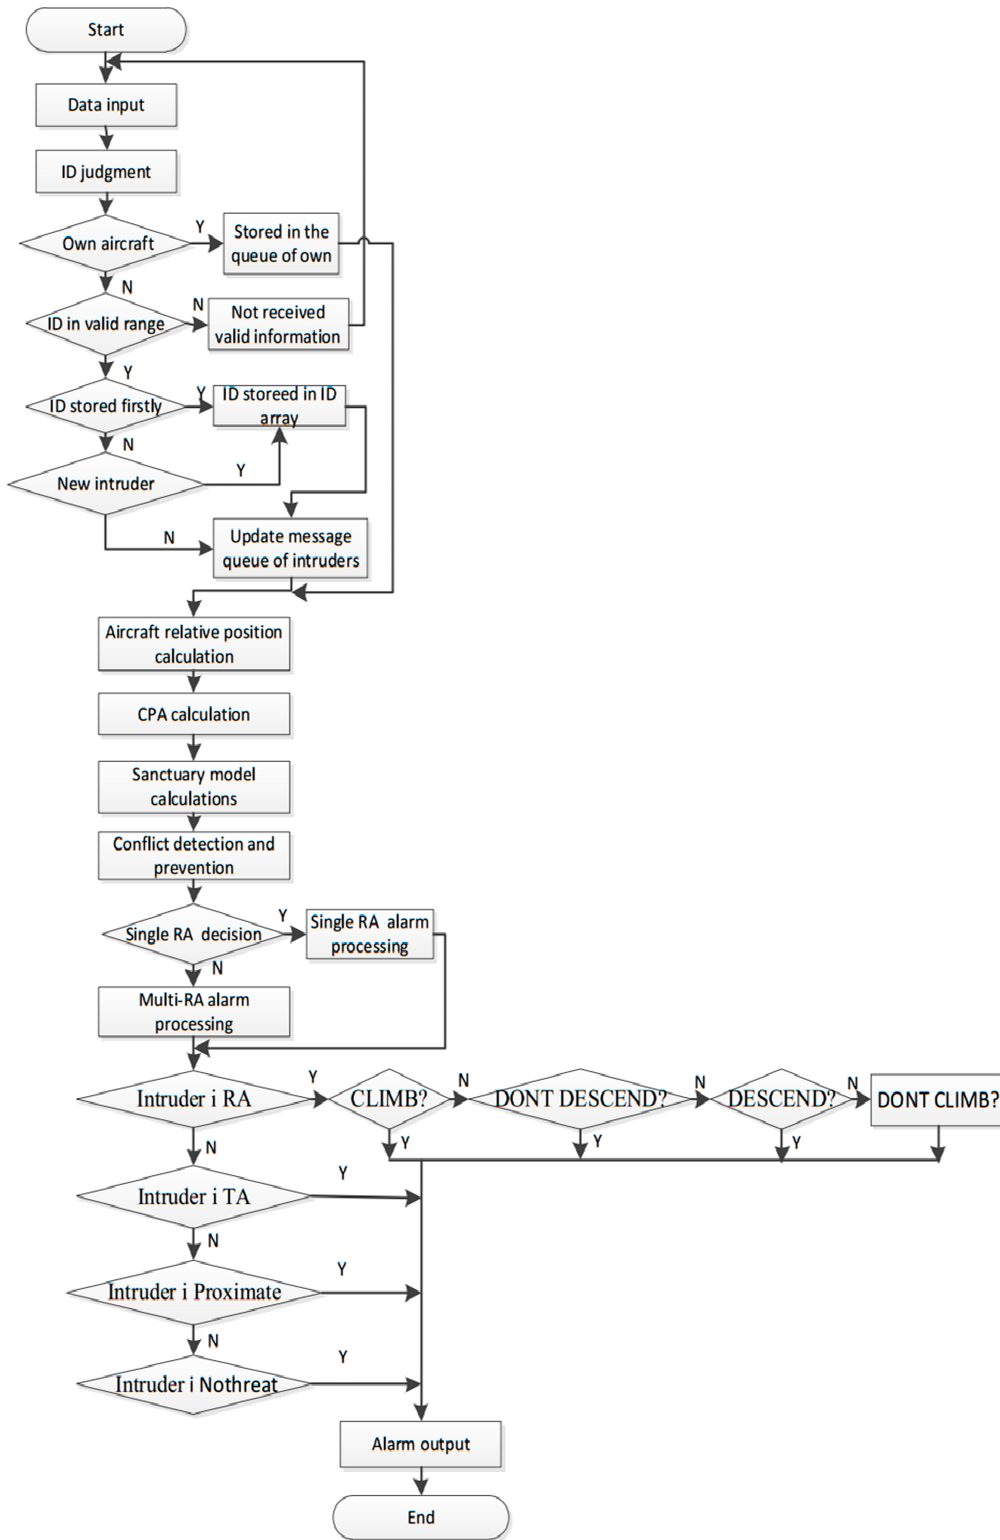 Start
Data input
ID judgment
Own aircraft
Y
Stored in the
queue of own
N
ID in valid range
N
Not received
valid information
Y
ID stored firstly
Y
ID storeed in ID
array
N
New intruder
Y
N
Update message
queue of intruders
Aircraft relative position
calculation
CPA calculation
Sanctuary model
calculations
Conflict detection and
prevention
Single RA decision
Y
Single RA alarm
processing
N
Multi-RA alarm
processing
Intruder i RA
Y
CLIMB?
N
DONT DESCEND?
N
DESCEND?
N
DONT CLIMB?
Y
Y
Y
N
Intruder i TA
Y
N
Intruder i Proximate
Y
N
Intruder i Nothreat
Y
Alarm output
End